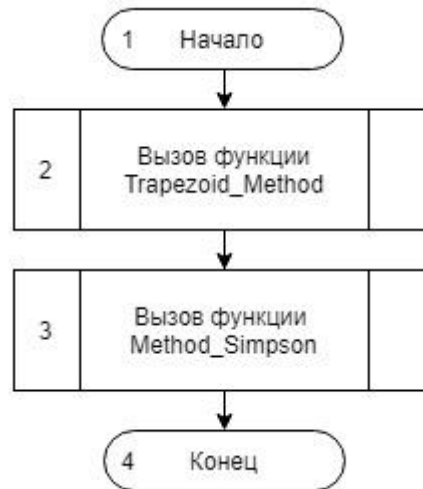 1 Начало
2 Вызов функции
Trapezoid_Method
3 Вызов функции
Method_Simpson
4 Конец